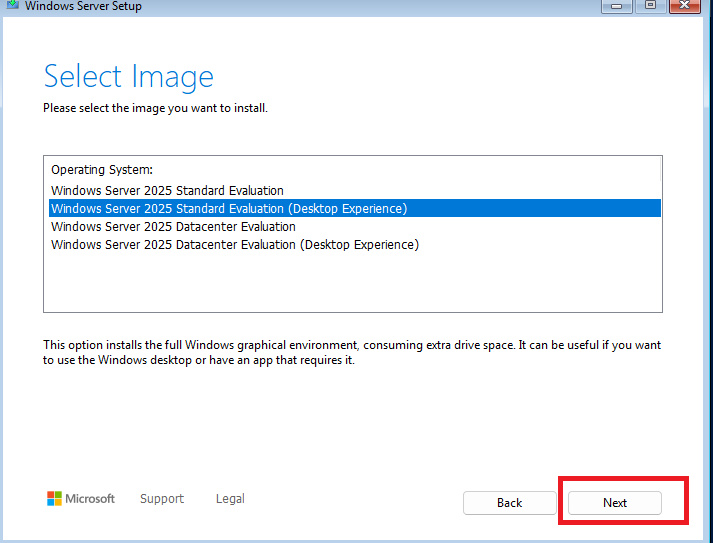 Windows Server Setup
Select Image
Please select the image you want to install.
Operating System:
Windows Server 2025 Standard Evaluation
Windows Server 2025 Standard Evaluation (Desktop Experience)
Windows Server 2025 Datacenter Evaluation
Windows Server 2025 Datacenter Evaluation (Desktop Experience)
This option installs the full Windows graphical environment, consuming extra drive space. It can be useful if you want
to use the Windows desktop or have an app that requires it.
Microsoft Support Legal Back Next